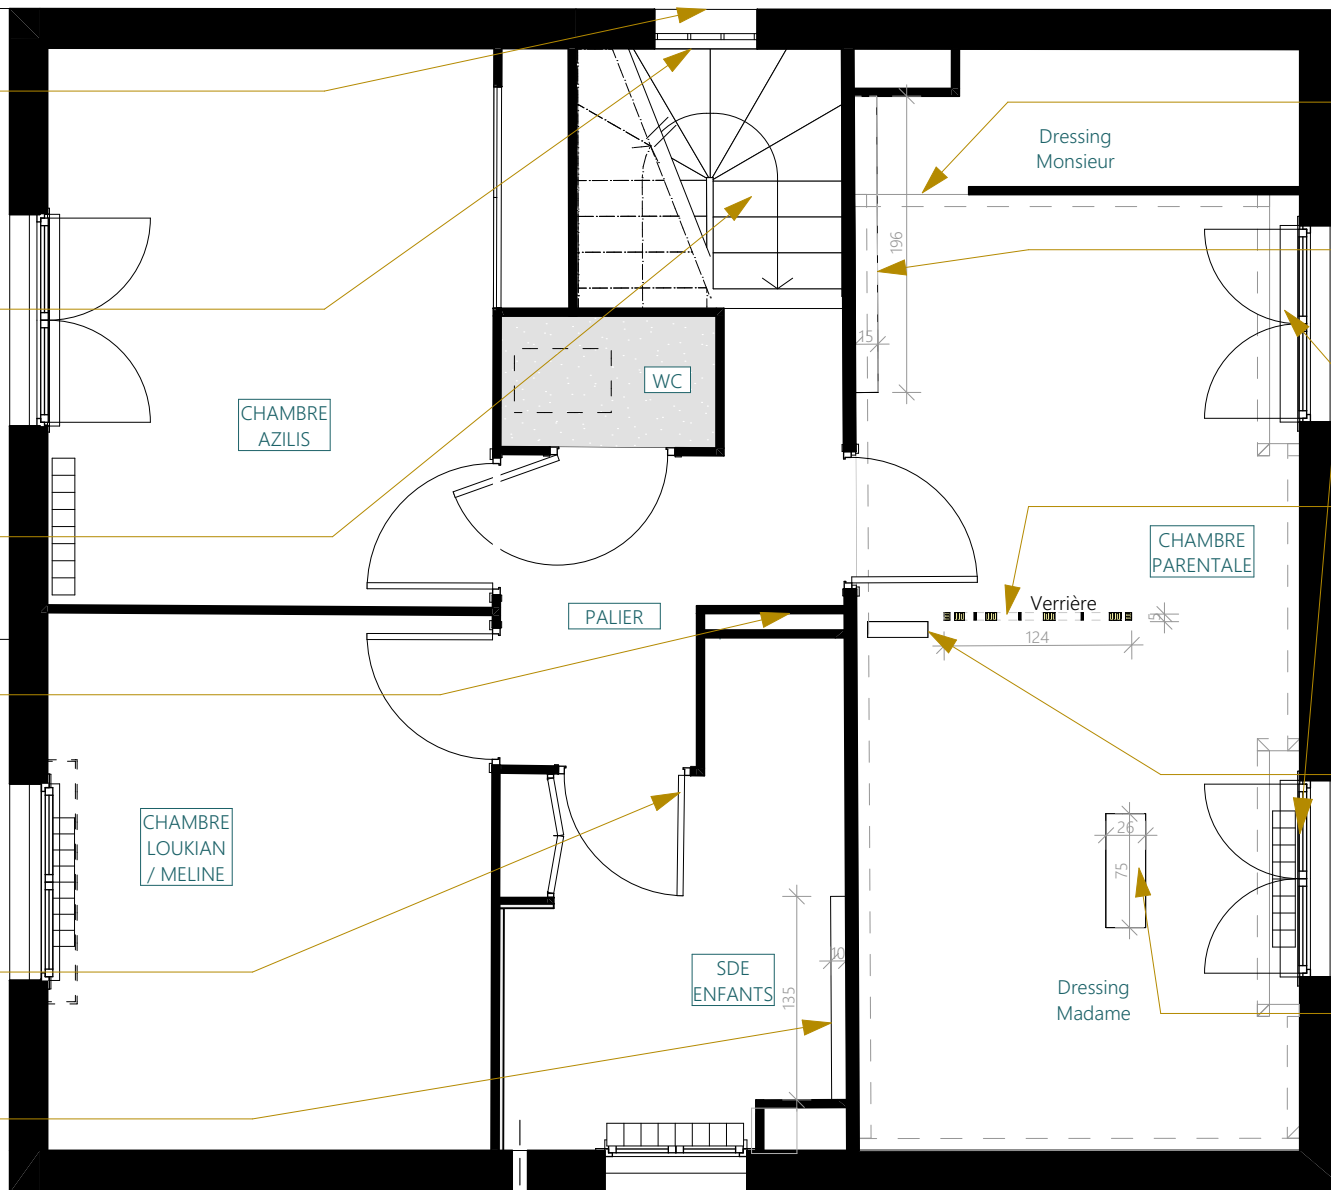 Dressing
Monsieur
196
15
WC
CHAMBRE
AZILIS
CHAMBRE
PARENTALE
Verrière
PALIER
124
CHAMBRE
LOUKIAN
/ MELINE
26
75
SDE
ENFANTS
10
135
Dressing
Madame